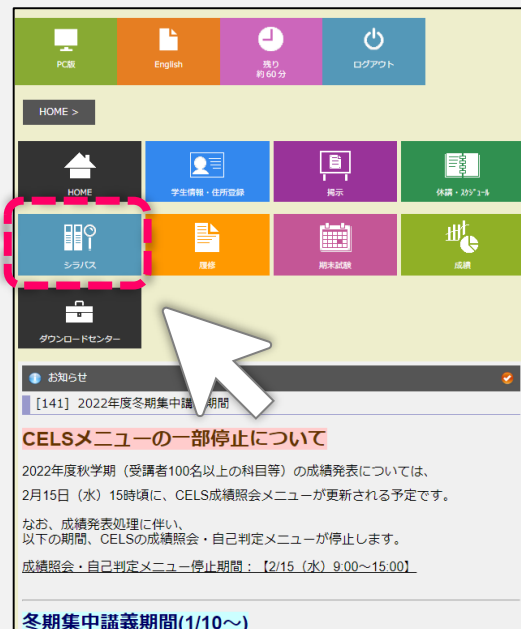 PC版
English
残り
約 60 分
ログアウト
HOME >
HOME
学生情報・住所登録
掲示
休講・ｽｹｼﾞｭｰﾙ
シラバス
履修
期末試験
成績
ダウンロードセンター
お知らせ
[141] 2022年度冬期集中講 期間
CELSメニューの一部停止について
2022年度秋学期（受講者100名以上の科目等）の成績発表については、
2月15日（水）15時頃に、CELS成績照会メニューが更新される予定です。
なお、成績発表処理に伴い、
以下の期間、CELSの成績照会・自己判定メニューが停止します。
成績照会・自己判定メニュー停止期間：【2/15（水）9:00～15:00】
冬期集中講義期間(1/10～)